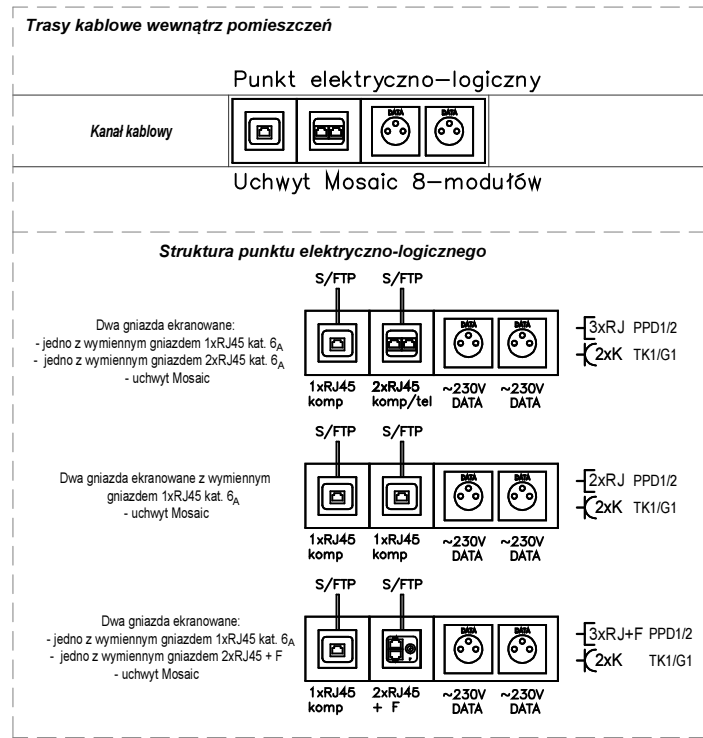 Trasy kablowe wewnątrz pomieszczeń
Punkt elektryczno-logiczny
Kanał kablowy
DATA DATA
Uchwyt Mosaic 8-modułów
Struktura punktu elektryczno-logicznego
S/FTP S/FTP
Dwa gniazda ekranowane:
- jedno z wymiennym gniazdem 1xRJ45 kat. 6A
- jedno z wymiennym gniazdem 2xRJ45 kat. 6A
- uchwyt Mosaic
DATA DATA
3xRJ PPD1/2
2xK TK1/G1
1xRJ45 2xRJ45 ~230V ~230V
komp komp/tel DATA DATA
S/FTP S/FTP
Dwa gniazda ekranowane z wymiennym
gniazdem 1xRJ45 kat. 6A
- uchwyt Mosaic
DATA DATA
2xRJ PPD1/2
2xK TK1/G1
1xRJ45 1xRJ45 ~230V ~230V
komp komp DATA DATA
S/FTP S/FTP
Dwa gniazda ekranowane:
- jedno z wymiennym gniazdem 1xRJ45 kat. 6A
- jedno z wymiennym gniazdem 2xRJ45 + F
- uchwyt Mosaic
DATA DATA
3xRJ+F PPD1/2
2xK TK1/G1
1xRJ45 2xRJ45 ~230V ~230V
komp + F DATA DATA